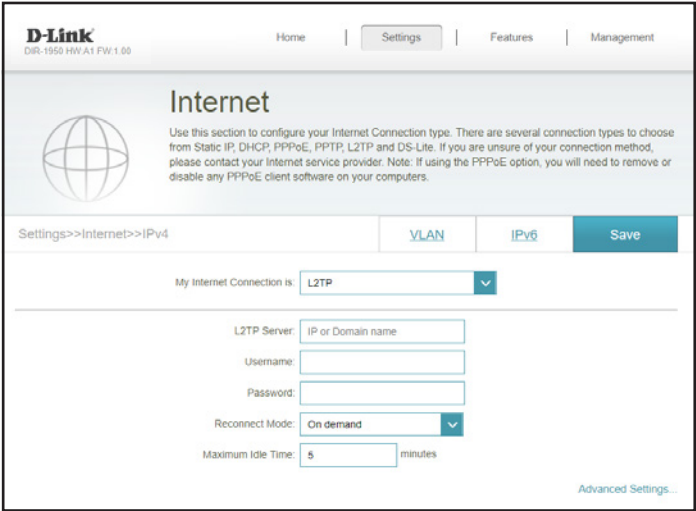 D-Link
DIR-1950 HW:A1 FW:1.00
Home | Settings | Features | Management
Internet
Use this section to configure your Internet Connection type. There are several connection types to choose
from Static IP, DHCP, PPPoE, PPTP, L2TP and DS-Lite. If you are unsure of your connection method,
please contact your Internet service provider. Note: If using the PPPoE option, you will need to remove or
disable any PPPoE client software on your computers.
Settings>>Internet>>IPv4 VLAN IPv6 Save
My Internet Connection is: L2TP
L2TP Server: IP or Domain name
Username:
Password:
Reconnect Mode: On demand
Maximum Idle Time: 5 minutes
Advanced Settings...